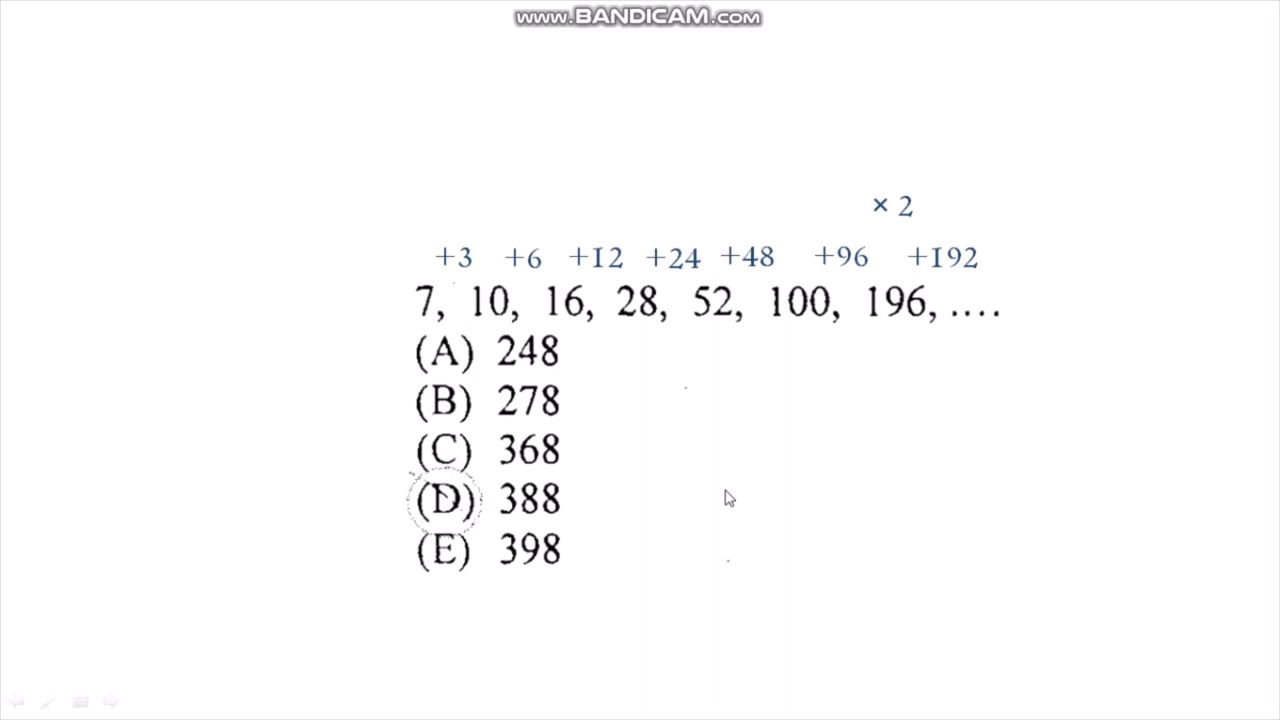 www.BANDICAM.com
× 2
+3 +6 +12 +24 +48 +96 +192
7, 10, 16, 28, 52, 100, 196, ....
(A) 248
(B) 278
(C) 368
(D) 388
(E) 398